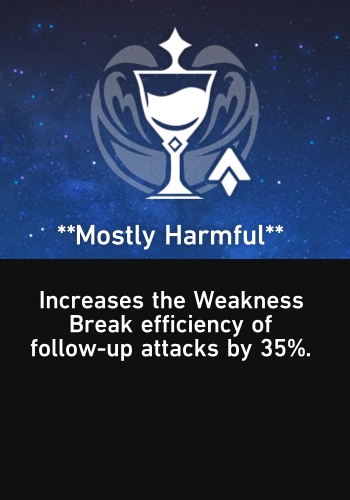 **Mostly Harmful**
Increases the Weakness
Break efficiency of
follow-up attacks by 35%.